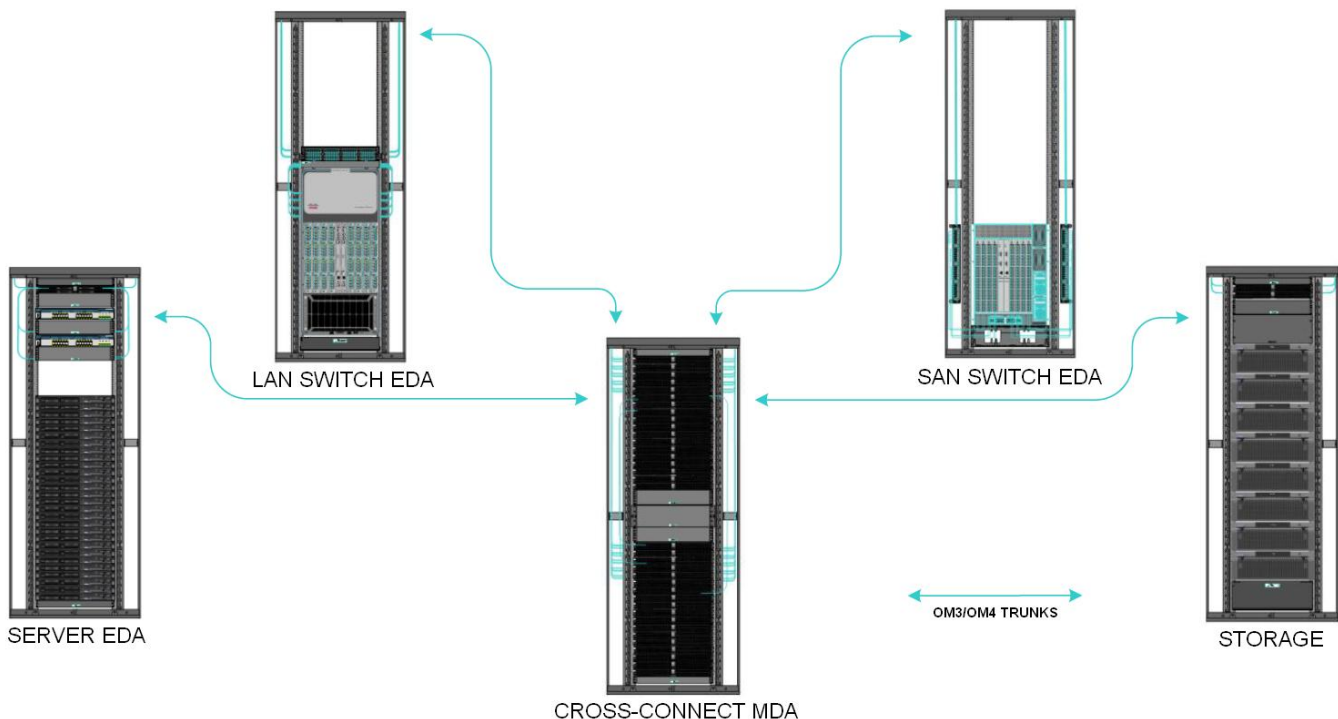 LAN SWITCH EDA
SAN SWITCH EDA
SERVER EDA
OM3/OM4 TRUNKS
STORAGE
CROSS-CONNECT MDA